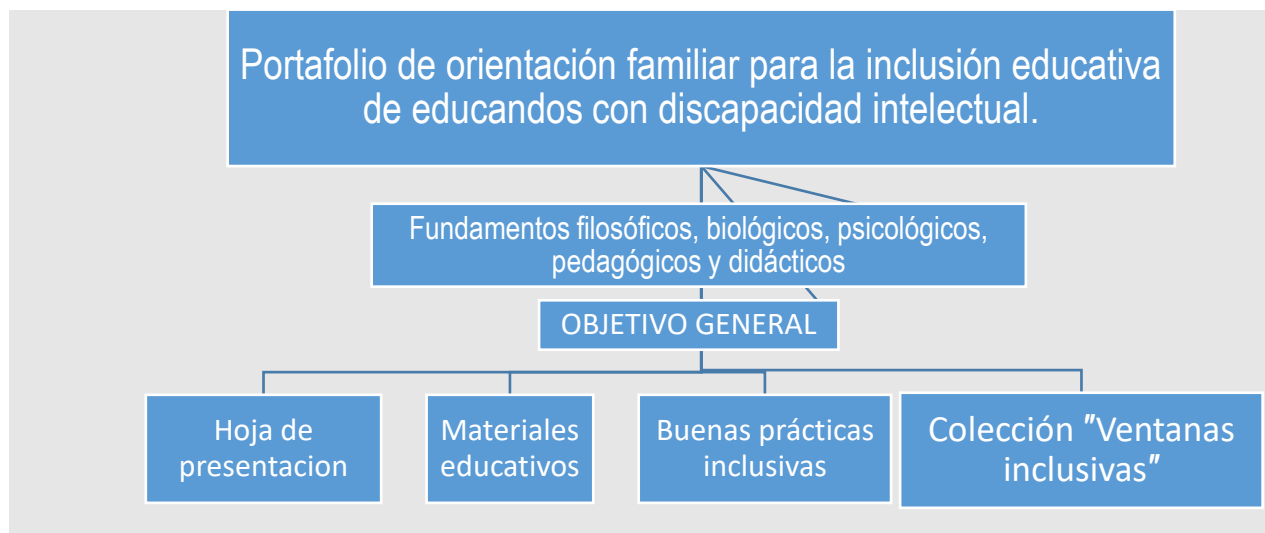 Portafolio de orientación familiar para la inclusión educativa
de educandos con discapacidad intelectual.
Fundamentos filosóficos, biológicos, psicológicos,
pedagógicos y didácticos
OBJETIVO GENERAL
Hoja de
presentacion
Materiales
educativos
Buenas prácticas
inclusivas
Colección "Ventanas
inclusivas"